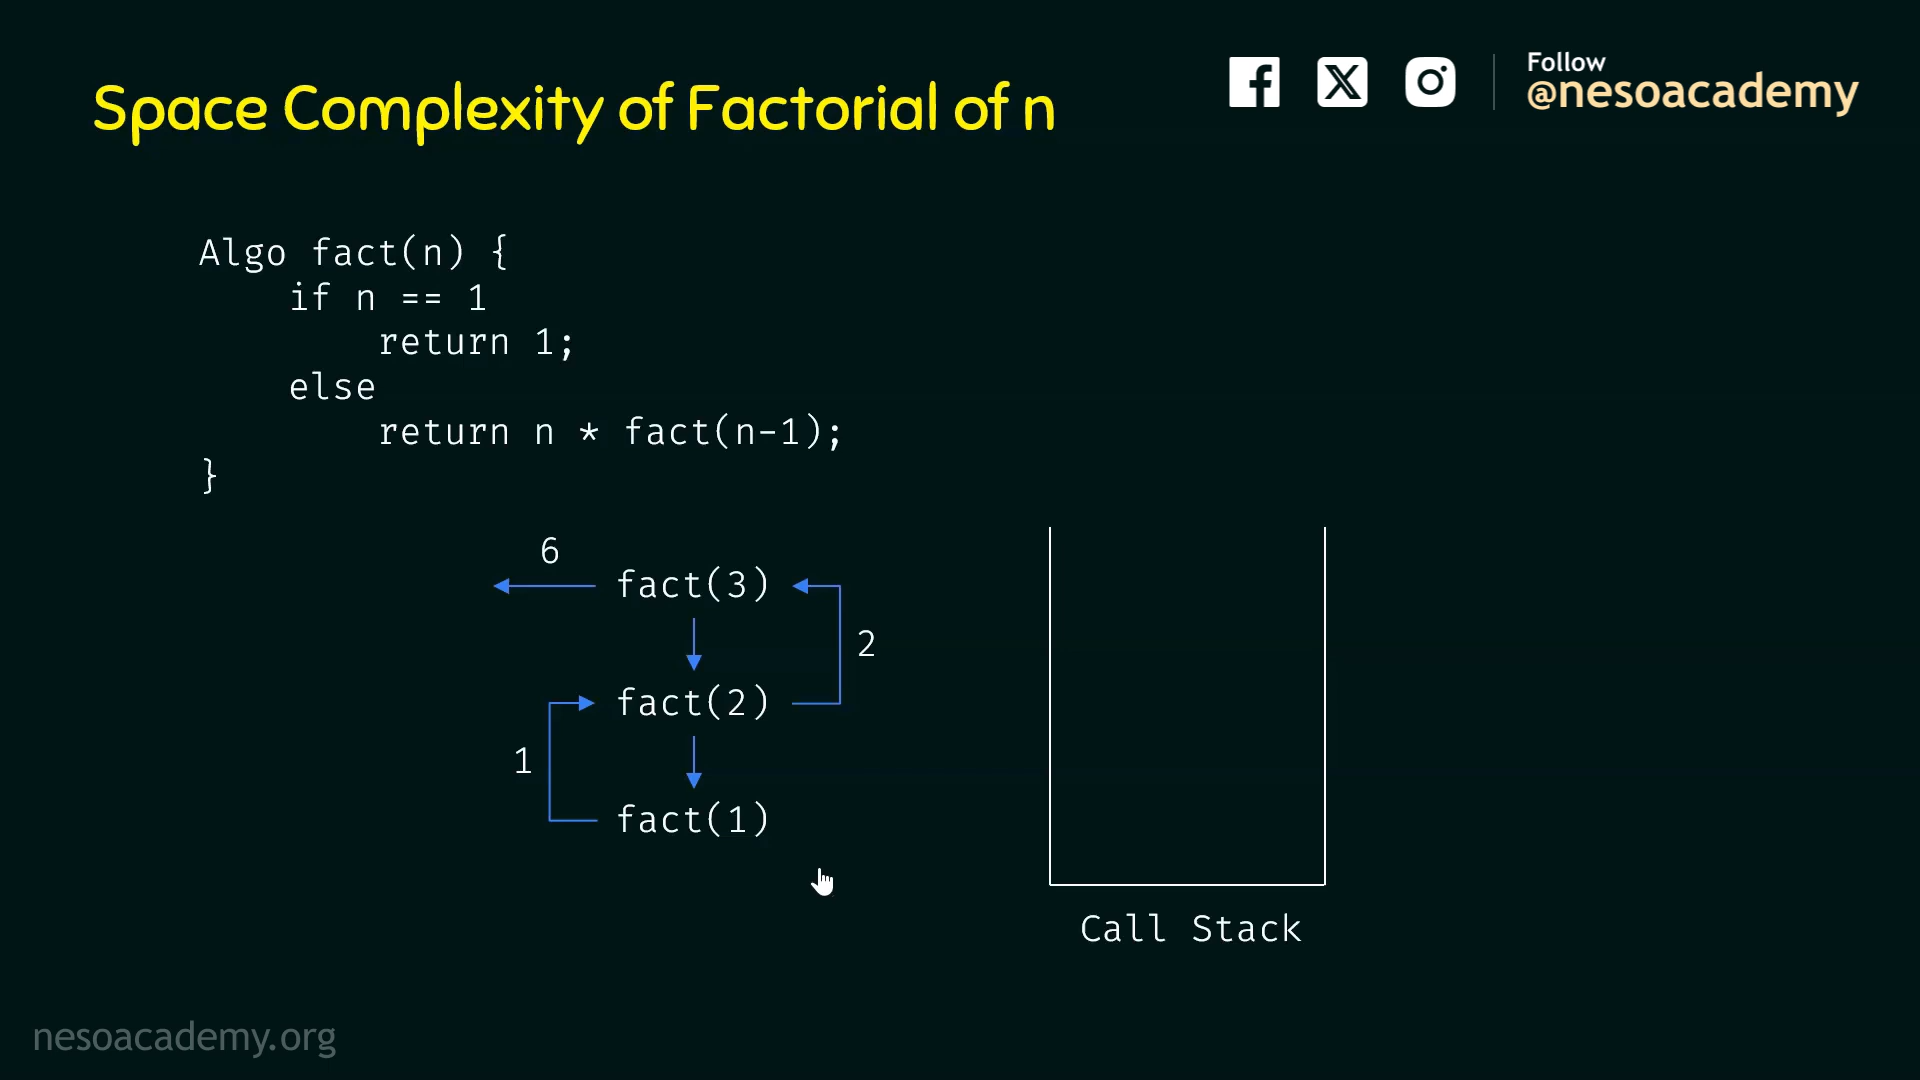 Space Complexity of Factorial of n
Follow
@nesoacademy
Algo fact(n) {
    if n == 1
        return 1;
    else
        return n * fact(n-1);
}
6
fact(3)
2
fact(2)
1
fact(1)
Call Stack
nesoacademy.org